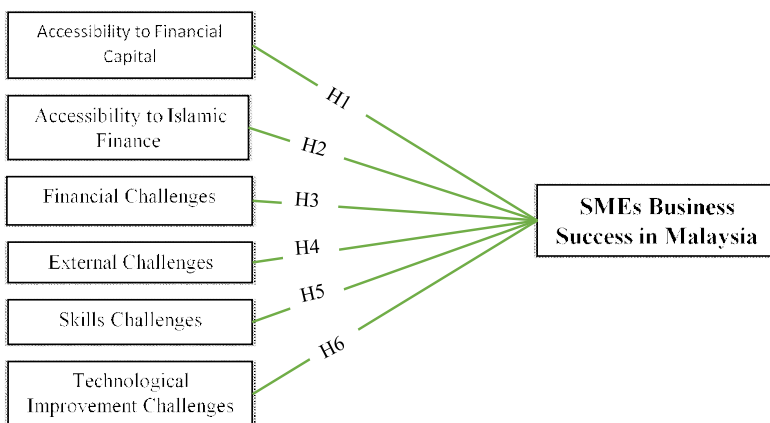 Accessibility to Financial
Capital
H1
Accessibility to Islamic
Finance
H2
Financial Challenges
H3
SMEs Business
Success in Malaysia
External Challenges
H4
Skills Challenges
H5
H6
Technological
Improvement Challenges